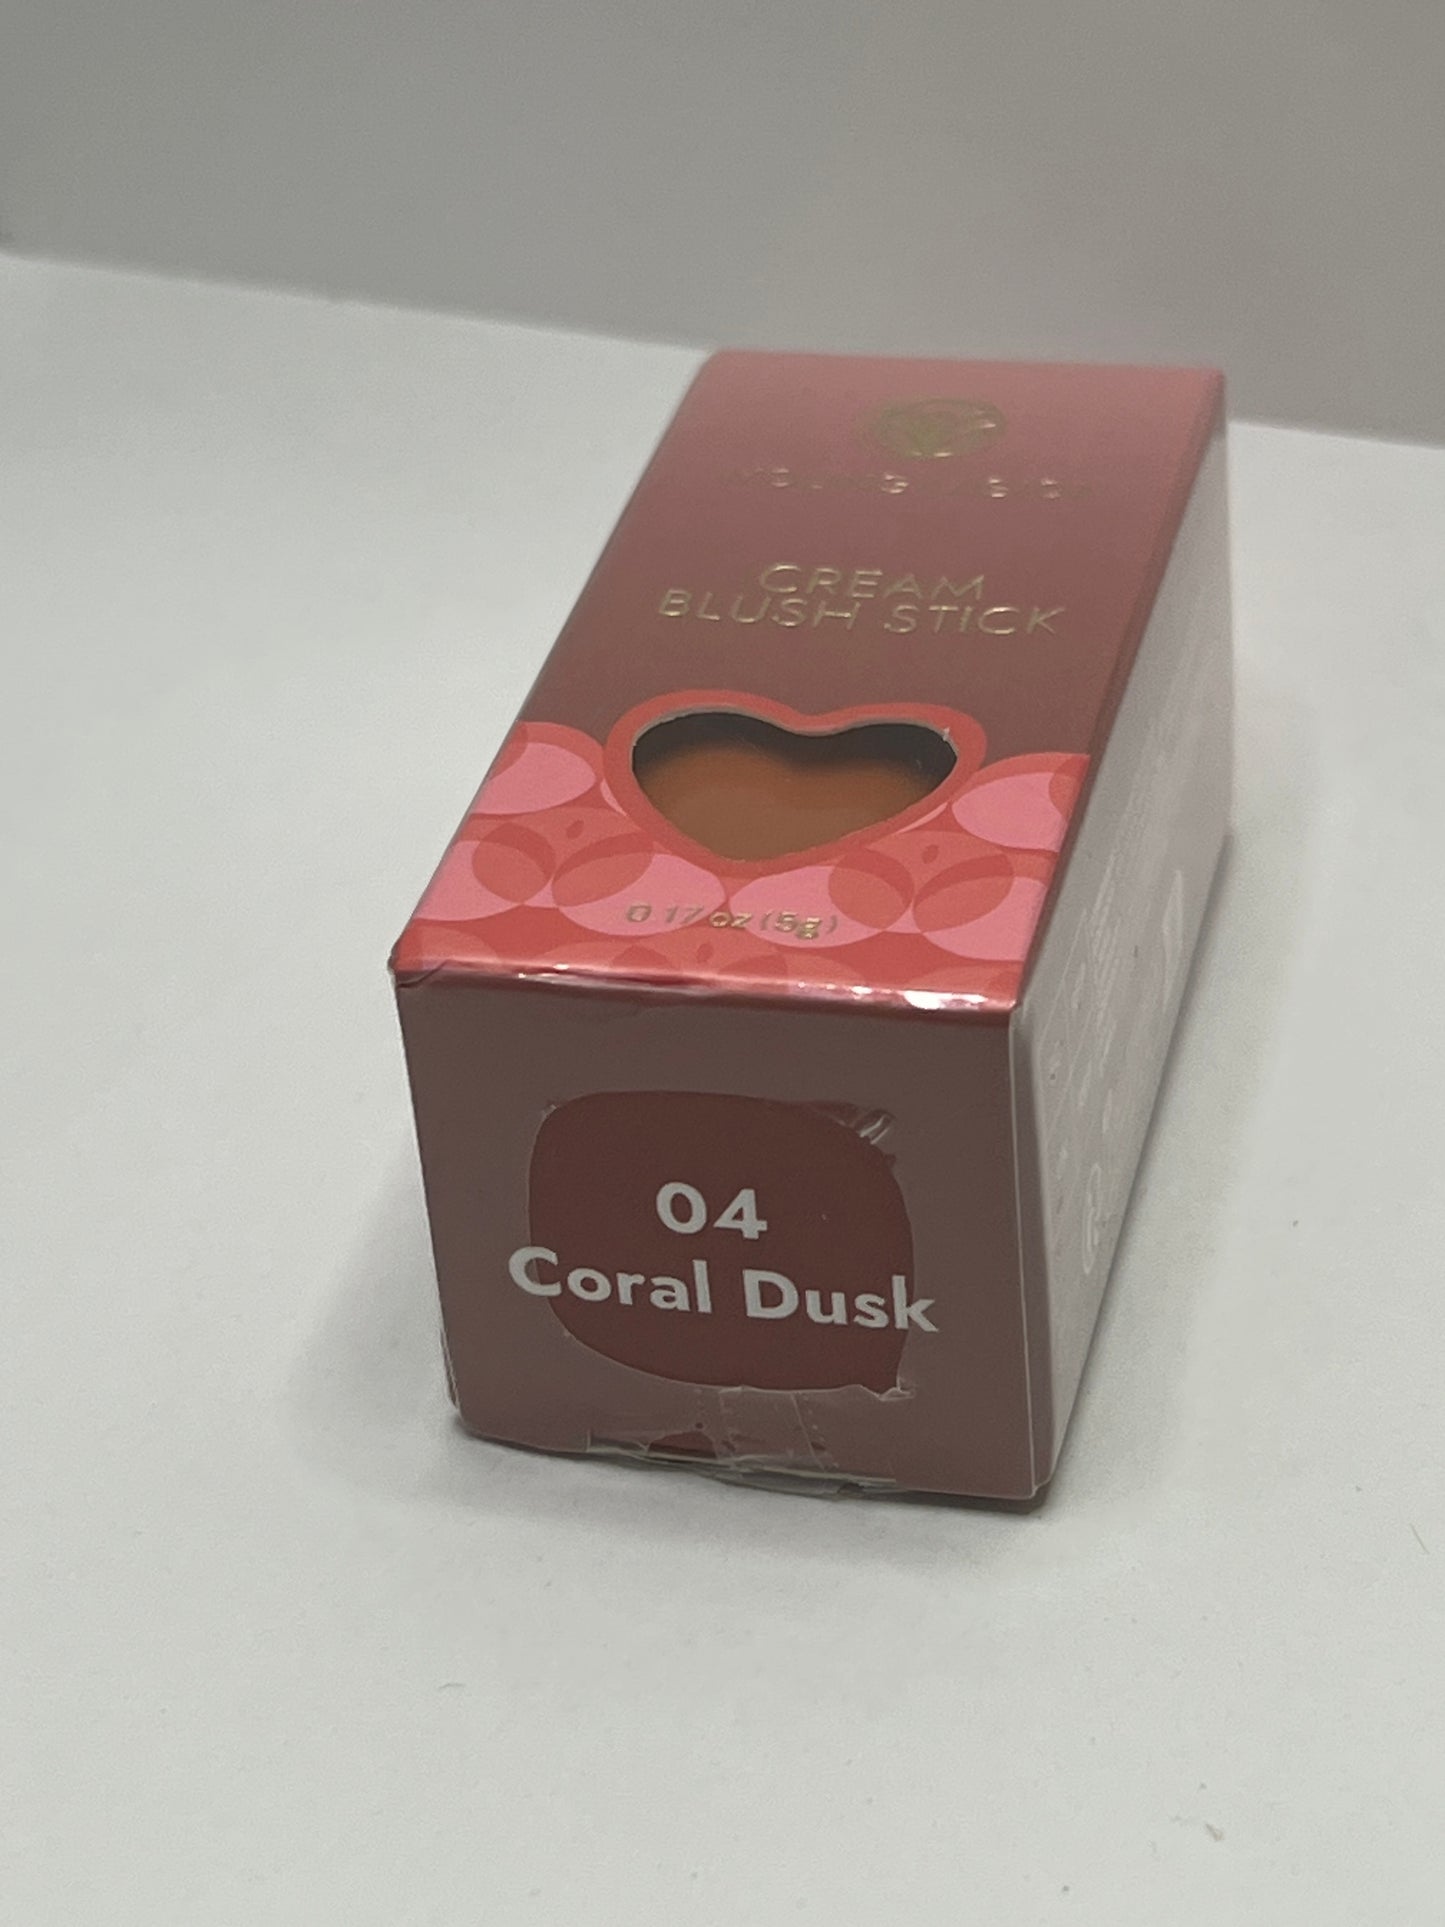 CREAM
BLUSH STICK
0.17 oz (5g)
04
Coral Dusk